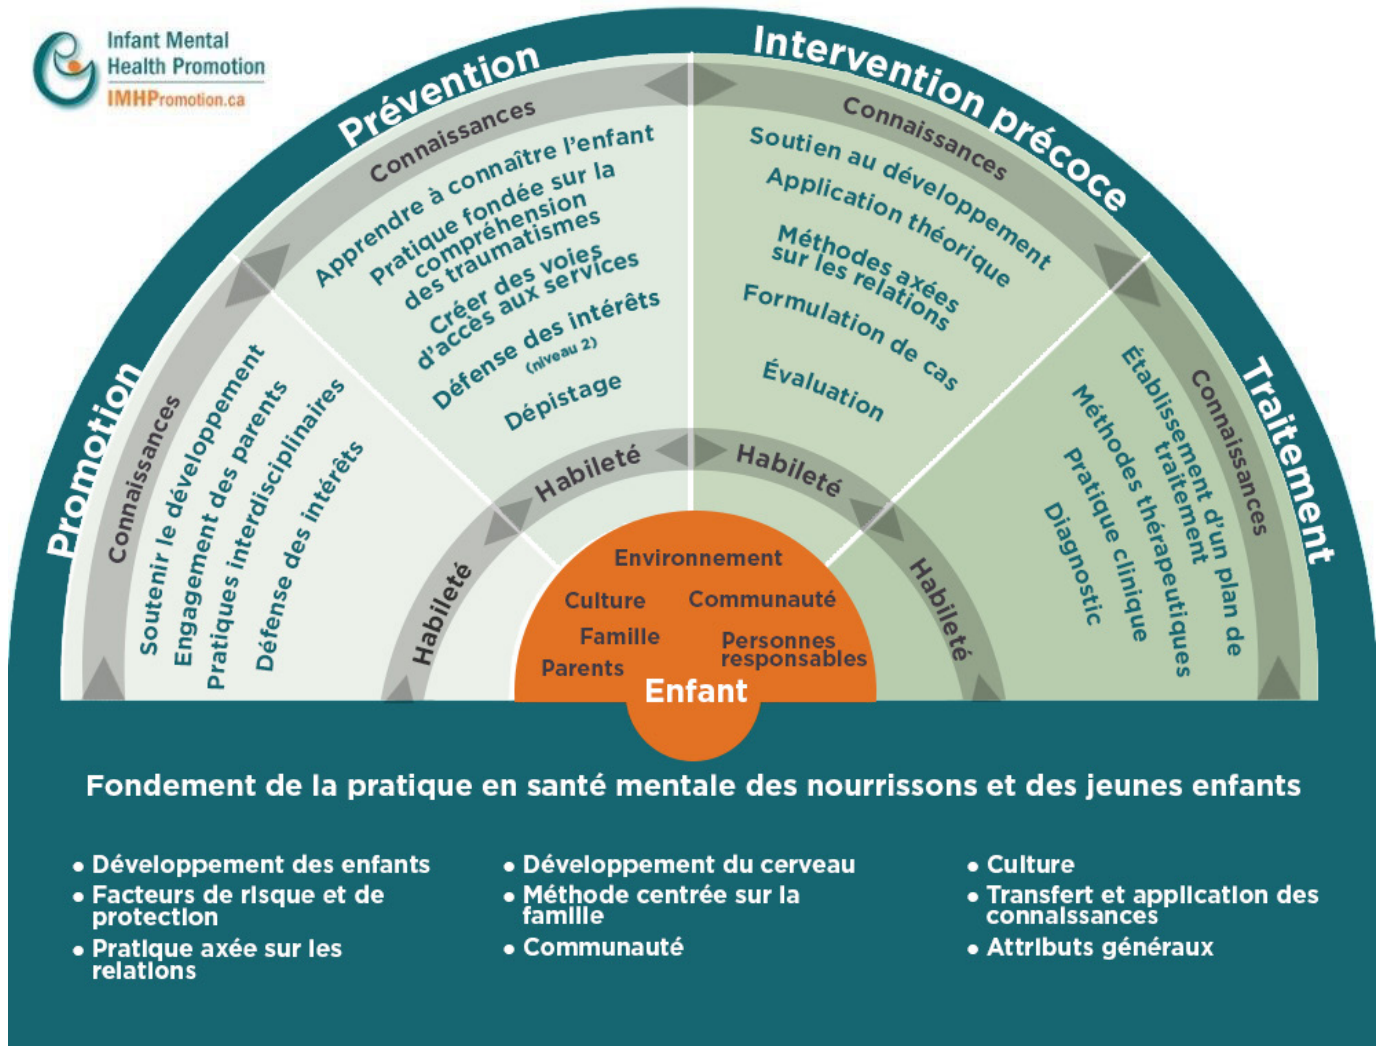 Infant Mental
Health Promotion
IMHPromotion.ca
Promotion
Connaissances
Soutenir le développement
Engagement des parents
Pratiques interdisciplinaires
Défense des intérêts
Habileté
Prévention
Connaissances
Apprendre à connaître l'enfant
Pratique fondée sur la
compréhension
des traumatismes
Créer des voies
d'accès aux services
Défense des intérêts
(niveau 2)
Dépistage
Habileté
Intervention précoce
Connaissances
Soutien au développement
Application théorique
Méthodes axées
sur les relations
Formulation de cas
Évaluation
Habileté
Traitement
Connaissances
Établissement d'un plan de
traitement
Méthodes thérapeutiques
Pratique clinique
Diagnostic
Habileté
Environnement
Culture
Communauté
Famille
Personnes
responsables
Parents
Enfant
Fondement de la pratique en santé mentale des nourrissons et des jeunes enfants
• Développement des enfants
• Facteurs de risque et de
protection
• Pratique axée sur les
relations
• Développement du cerveau
• Méthode centrée sur la
famille
• Communauté
• Culture
• Transfert et application des
connaissances
• Attributs généraux